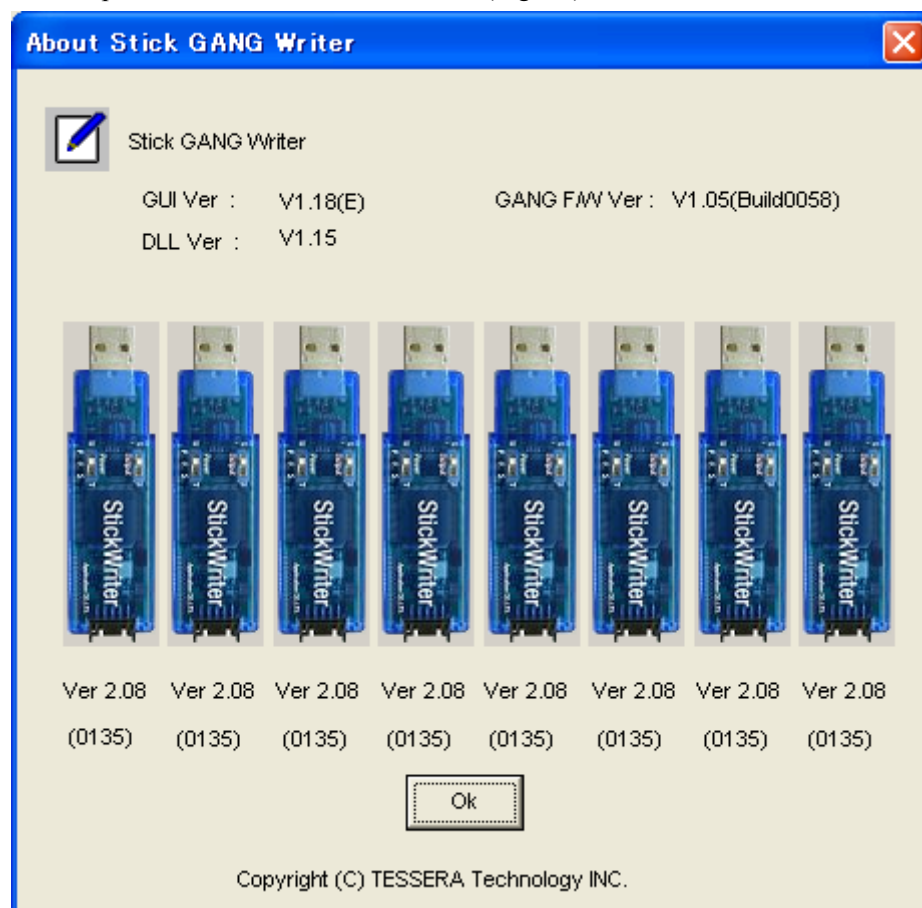 About Stick GANG Writer
Stick GANG Writer
GUI Ver : V1.18(E) GANG F/W Ver : V1.05(Build0058)
DLL Ver : V1.15
StickWriter StickWriter StickWriter StickWriter StickWriter StickWriter StickWriter StickWriter
Ver 2.08 Ver 2.08 Ver 2.08 Ver 2.08 Ver 2.08 Ver 2.08 Ver 2.08 Ver 2.08
(0135) (0135) (0135) (0135) (0135) (0135) (0135) (0135)
Ok
Copyright (C) TESSERA Technology INC.